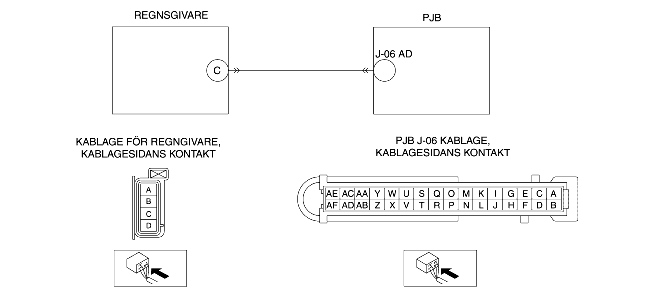 REGNSGIVARE
PJB
C
J-06 AD
KABLAGE FÖR REGNGIVARE,
KABLAGESIDANS KONTAKT
PJB J-06 KABLAGE,
KABLAGESIDANS KONTAKT
A
B
C
D
AE AC AA Y W U S Q O M K I G E C A
AF AD AB Z X V T R P N L J H F D B